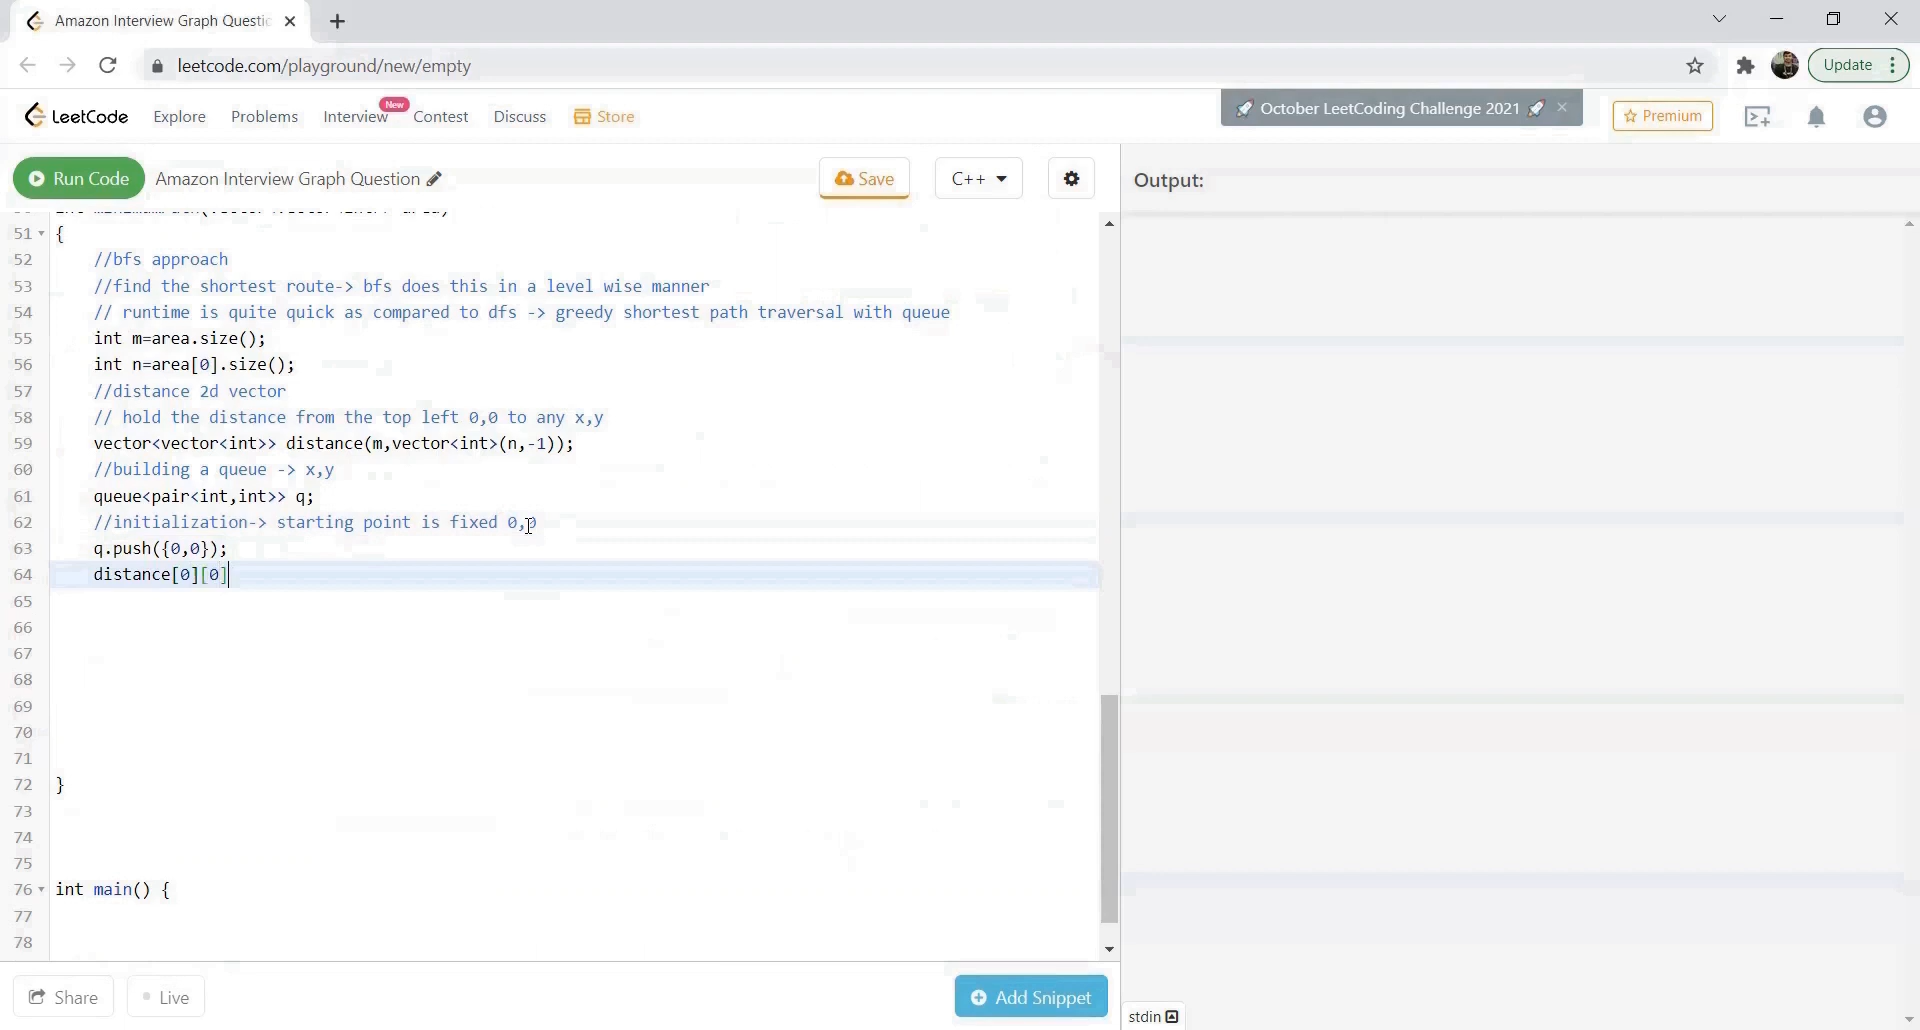 Amazon Interview Graph Questic
leetcode.com/playground/new/empty
Update
LeetCode
Explore
Problems
Interview
New
Contest
Discuss
Store
October LeetCoding Challenge 2021
Premium
Run Code
Amazon Interview Graph Question
Save
C++
Output:
51 {
52 //bfs approach
53 //find the shortest route-> bfs does this in a level wise manner
54 // runtime is quite quick as compared to dfs -> greedy shortest path traversal with queue
55 int m=area.size();
56 int n=area[0].size();
57 //distance 2d vector
58 // hold the distance from the top left 0,0 to any x,y
59 vector<vector<int>> distance(m,vector<int>(n,-1));
60 //building a queue -> x,y
61 queue<pair<int,int>> q;
62 //initialization-> starting point is fixed 0,0
63 q.push({0,0});
64 distance[0][0]
65
66
67
68
69
70
71
72 }
73
74
75
76 int main() {
77
78
Share
Live
Add Snippet
stdin